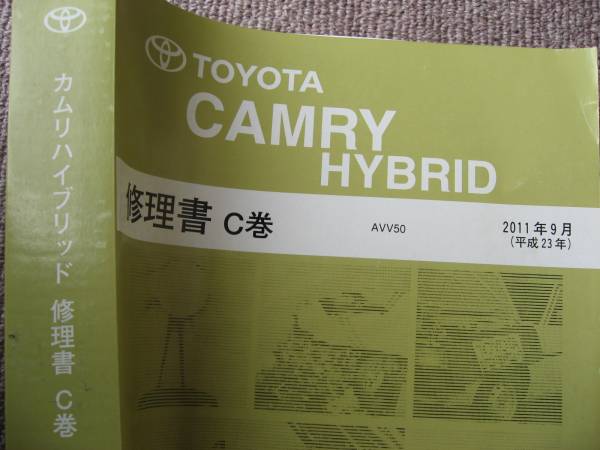 カムリハイブリッド 修理書 C巻
TOYOTA
CAMRY
HYBRID
修理書 C巻
AVV50
2011年9月
(平成23年)